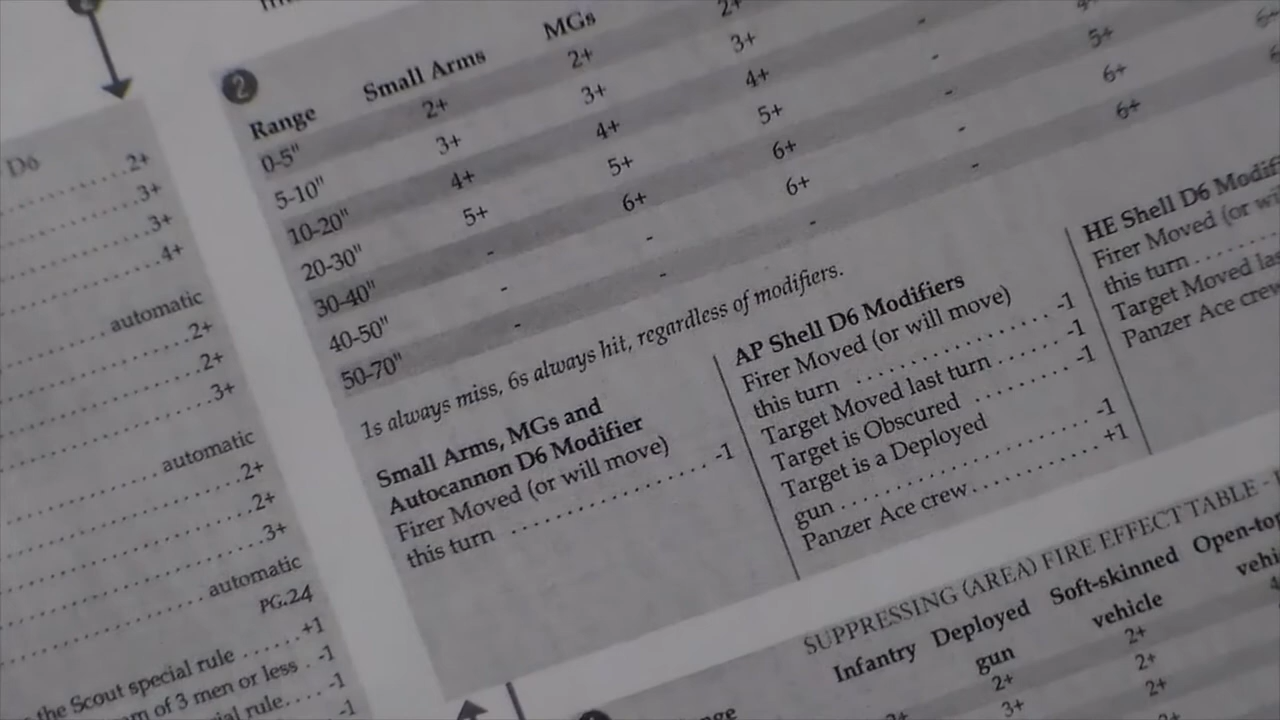 2
MGs
Range Small Arms
0-5" 2+ 2+ 2+
5-10" 3+ 3+ 3+
10-20" 4+ 4+ 4+ -
20-30" 5+ 5+ 5+ - 4+
30-40" - 6+ 6+ - 5+
40-50" - - 6+ - 6+ 6+
50-70" - - - - 6+
1s always miss, 6s always hit, regardless of modifiers.
Small Arms, MGs and
Autocannon D6 Modifier
Firer Moved (or will move)
this turn .................... -1
AP Shell D6 Modifiers
Firer Moved (or will move)
this turn .................... -1
Target Moved last turn ....... -1
Target is Obscured .......... -1
Target is a Deployed
gun ........................ -1
Panzer Ace crew ............. +1
HE Shell D6
Firer Moved (or
this turn ....
Target Moved
Panzer Ace
D6
............. 2+
............. 3+
............. 3+
............. 4+
............. automatic
............. 2+
............. 2+
............. 3+
............. automatic
............. 2+
............. 2+
............. 3+
............. automatic
PG.24
the Scout special rule ...... +1
of 3 men or less .. -1
rule .... -1
-1
SUPPRESSING (AREA) FIRE EFFECT TABLE -
Infantry Deployed Soft-skinned
gun vehicle
2+ 2+
3+ 2+
2+